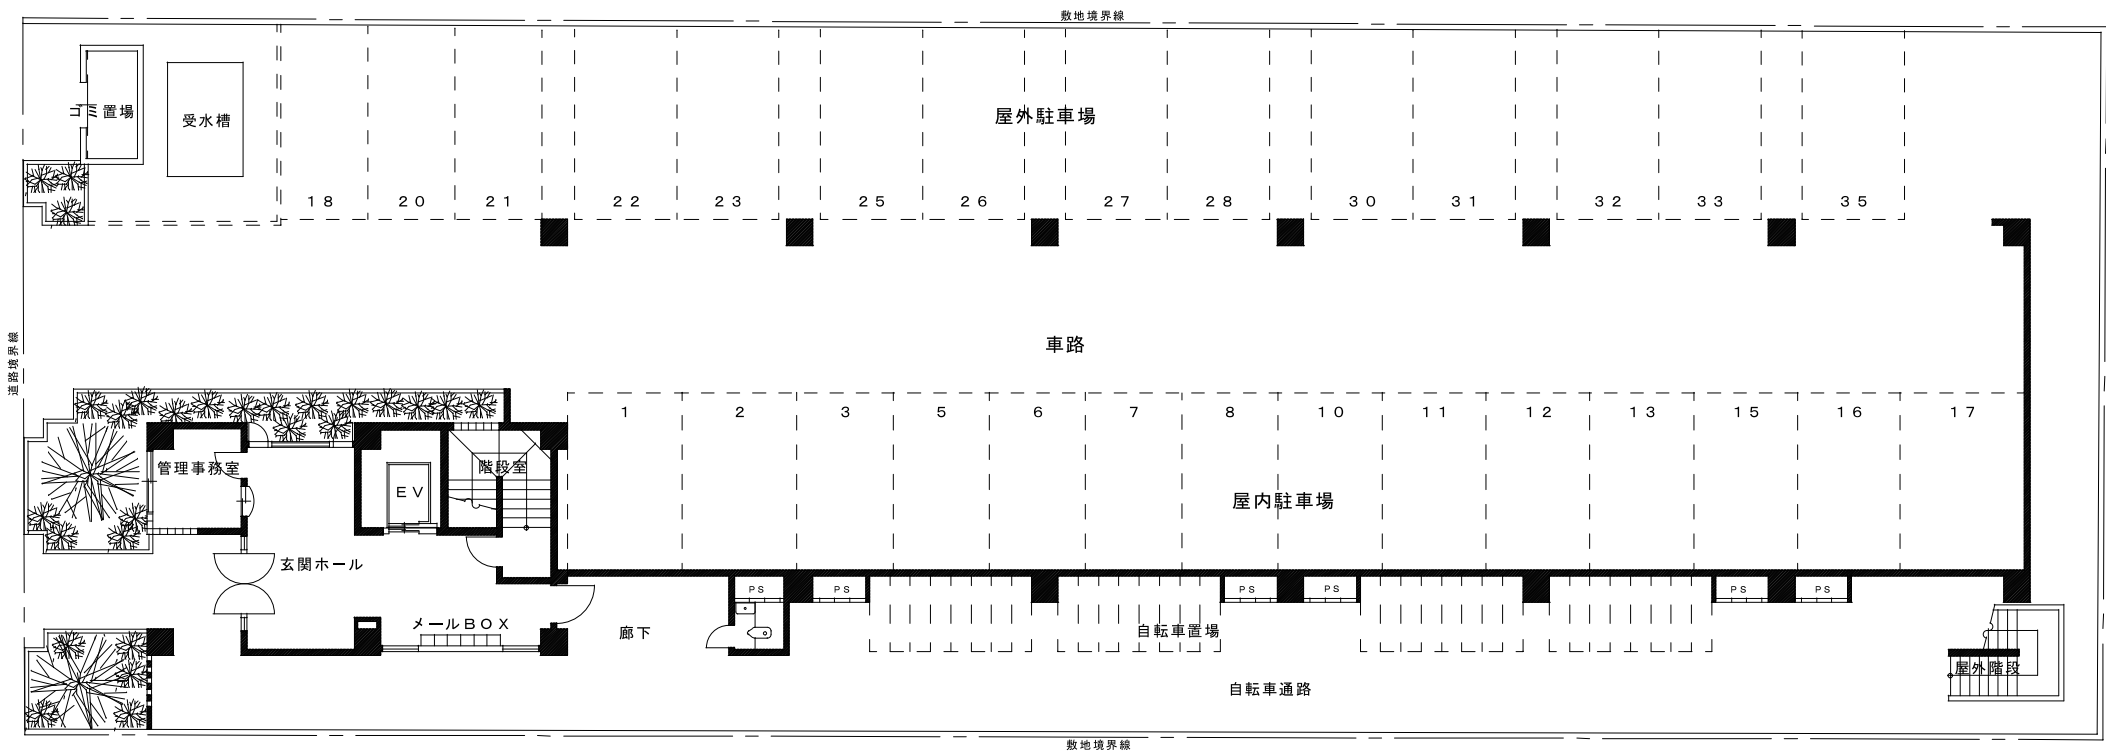 敷地境界線
ゴミ置場
受水槽
屋外駐車場
18 20 21 22 23 25 26 27 28 30 31 32 33 35
道路境界線
車路
1 2 3 5 6 7 8 10 11 12 13 15 16 17
管理事務室
階段室
EV
屋内駐車場
玄関ホール
PS PS PS PS PS PS
メールBOX
廊下
自転車置場
屋外階段
自転車通路
敷地境界線